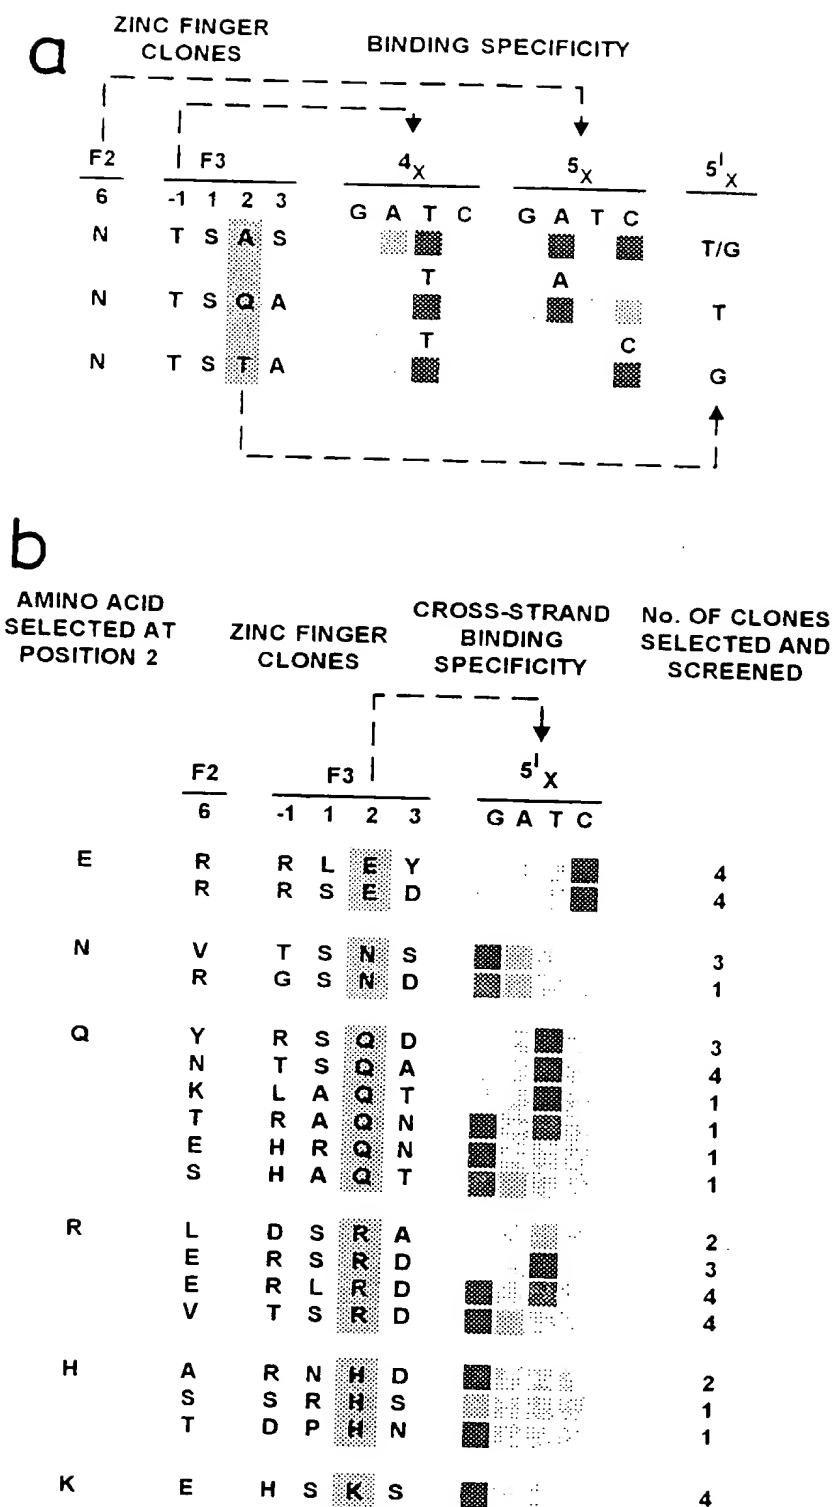 a
ZINC FINGER CLONES
BINDING SPECIFICITY
F2 F3 4X 5X 5'X
6 -1 1 2 3 G A T C G A T C
N T S A S T/G
T A
N T S Q A T
T C
N T S T A G
b
AMINO ACID SELECTED AT POSITION 2
ZINC FINGER CLONES
CROSS-STRAND BINDING SPECIFICITY
No. OF CLONES SELECTED AND SCREENED
F2 F3 5'X
6 -1 1 2 3 G A T C
E R R L E Y 4
R R S E D 4
N V T S N S 3
R G S N D 1
Q Y R S Q D 3
N T S Q A 4
K L A Q T 1
T R A Q N 1
E H R Q N 1
S H A Q T 1
R L D S R A 2
E R S R D 3
E R L R D 4
V T S R D 4
H A R N H D 2
S S R H S 1
T D P H N 1
K E H S K S 4